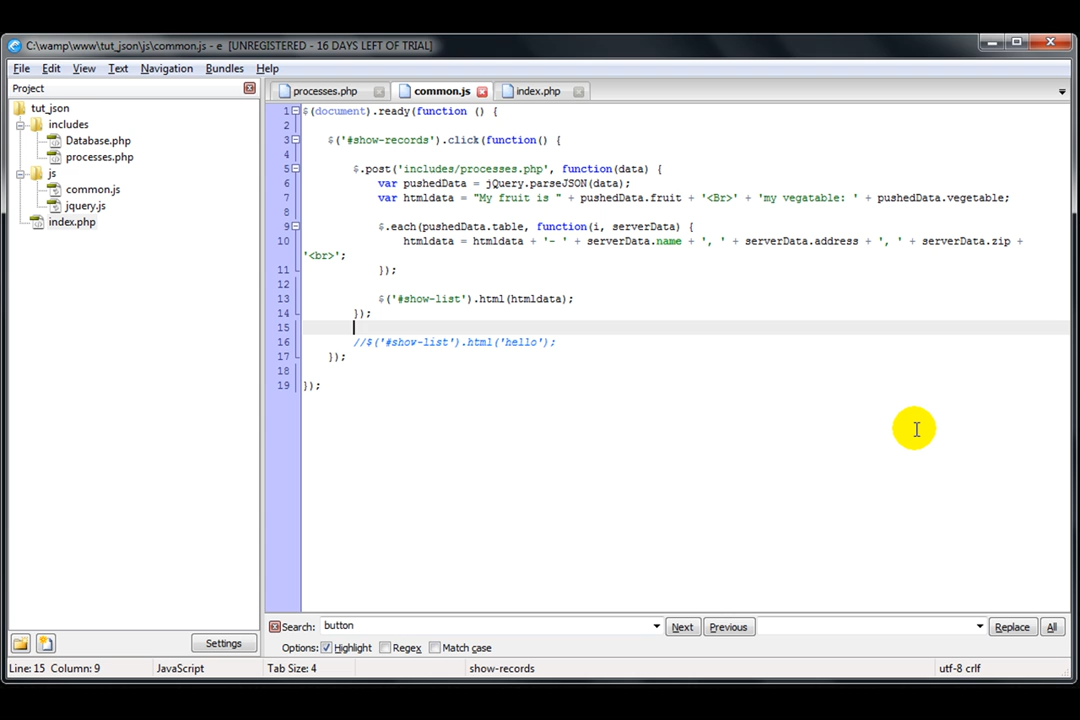 C:\wamp\www\tut_json\js\common.js - e [UNREGISTERED - 16 DAYS LEFT OF TRIAL]
File Edit View Text Navigation Bundles Help
Project
processes.php common.js index.php
tut_json
includes
Database.php
processes.php
js
common.js
jquery.js
index.php
1 $(document).ready(function () {
2
3 $('#show-records').click(function() {
4
5 $.post('includes/processes.php', function(data) {
6 var pushedData = jQuery.parseJSON(data);
7 var htmldata = "My fruit is " + pushedData.fruit + '<Br>' + 'my vegatable: ' + pushedData.vegetable;
8
9 $.each(pushedData.table, function(i, serverData) {
10 htmldata = htmldata + '- ' + serverData.name + ', ' + serverData.address + ', ' + serverData.zip +
'<br>';
11 });
12
13 $('#show-list').html(htmldata);
14 });
15
16 //$('#show-list').html('hello');
17 });
18
19 });
Search: button Next Previous Replace All
Options: Highlight Regex Match case
Settings
Line: 15 Column: 9 JavaScript Tab Size: 4 show-records utf-8 crlf